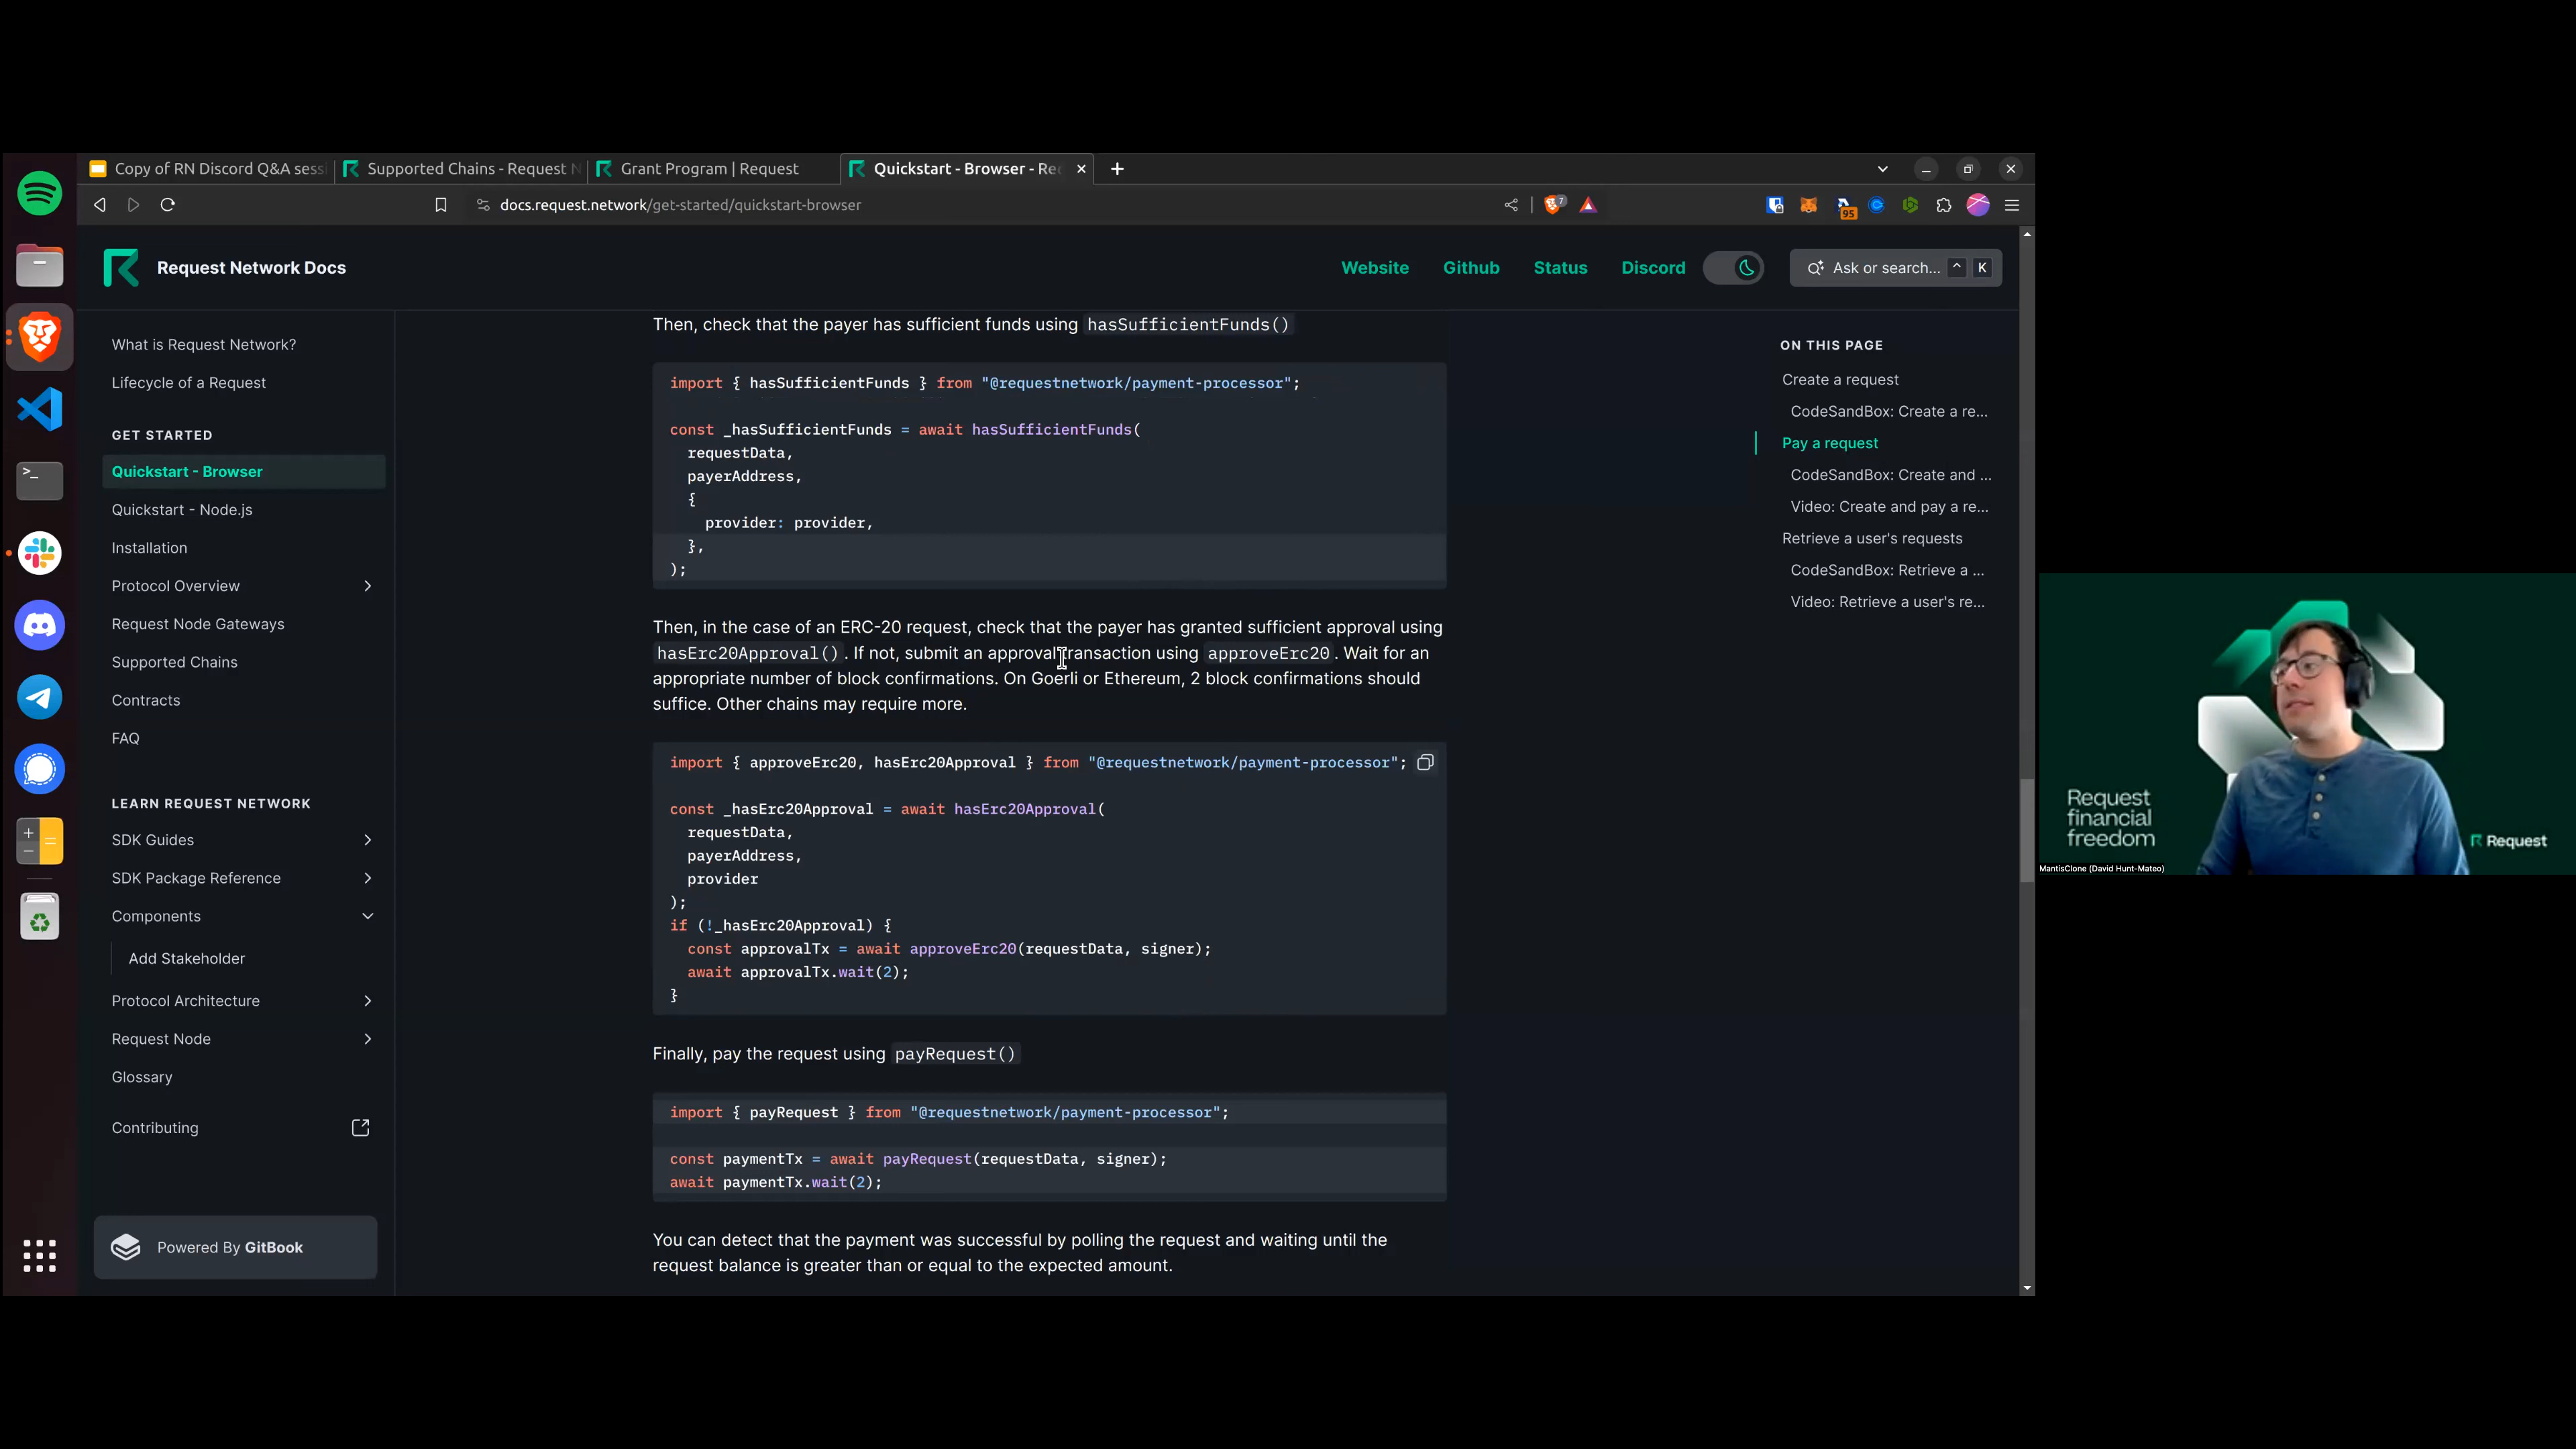 Copy of RN Discord Q&A sess
Supported Chains - Request N
Grant Program | Request
Quickstart - Browser - Re
docs.request.network/get-started/quickstart-browser
7
95
Request Network Docs
Website
Github
Status
Discord
Ask or search...
^
K
What is Request Network?
Lifecycle of a Request
GET STARTED
Quickstart - Browser
Quickstart - Node.js
Installation
Protocol Overview
Request Node Gateways
Supported Chains
Contracts
FAQ
LEARN REQUEST NETWORK
SDK Guides
SDK Package Reference
Components
Add Stakeholder
Protocol Architecture
Request Node
Glossary
Contributing
Powered By GitBook
Then, check that the payer has sufficient funds using hasSufficientFunds()
import { hasSufficientFunds } from "@requestnetwork/payment-processor";
const _hasSufficientFunds = await hasSufficientFunds(
requestData,
payerAddress,
{
provider: provider,
},
);
Then, in the case of an ERC-20 request, check that the payer has granted sufficient approval using
hasErc20Approval() . If not, submit an approval transaction using approveErc20 . Wait for an
appropriate number of block confirmations. On Goerli or Ethereum, 2 block confirmations should
suffice. Other chains may require more.
import { approveErc20, hasErc20Approval } from "@requestnetwork/payment-processor";
const _hasErc20Approval = await hasErc20Approval(
requestData,
payerAddress,
provider
);
if (!_hasErc20Approval) {
const approvalTx = await approveErc20(requestData, signer);
await approvalTx.wait(2);
}
Finally, pay the request using payRequest()
import { payRequest } from "@requestnetwork/payment-processor";
const paymentTx = await payRequest(requestData, signer);
await paymentTx.wait(2);
You can detect that the payment was successful by polling the request and waiting until the
request balance is greater than or equal to the expected amount.
ON THIS PAGE
Create a request
CodeSandBox: Create a re...
Pay a request
CodeSandBox: Create and ...
Video: Create and pay a re...
Retrieve a user's requests
CodeSandBox: Retrieve a ...
Video: Retrieve a user's re...
Request
financial
freedom
Request
MantisClone (David Hunt-Mateo)